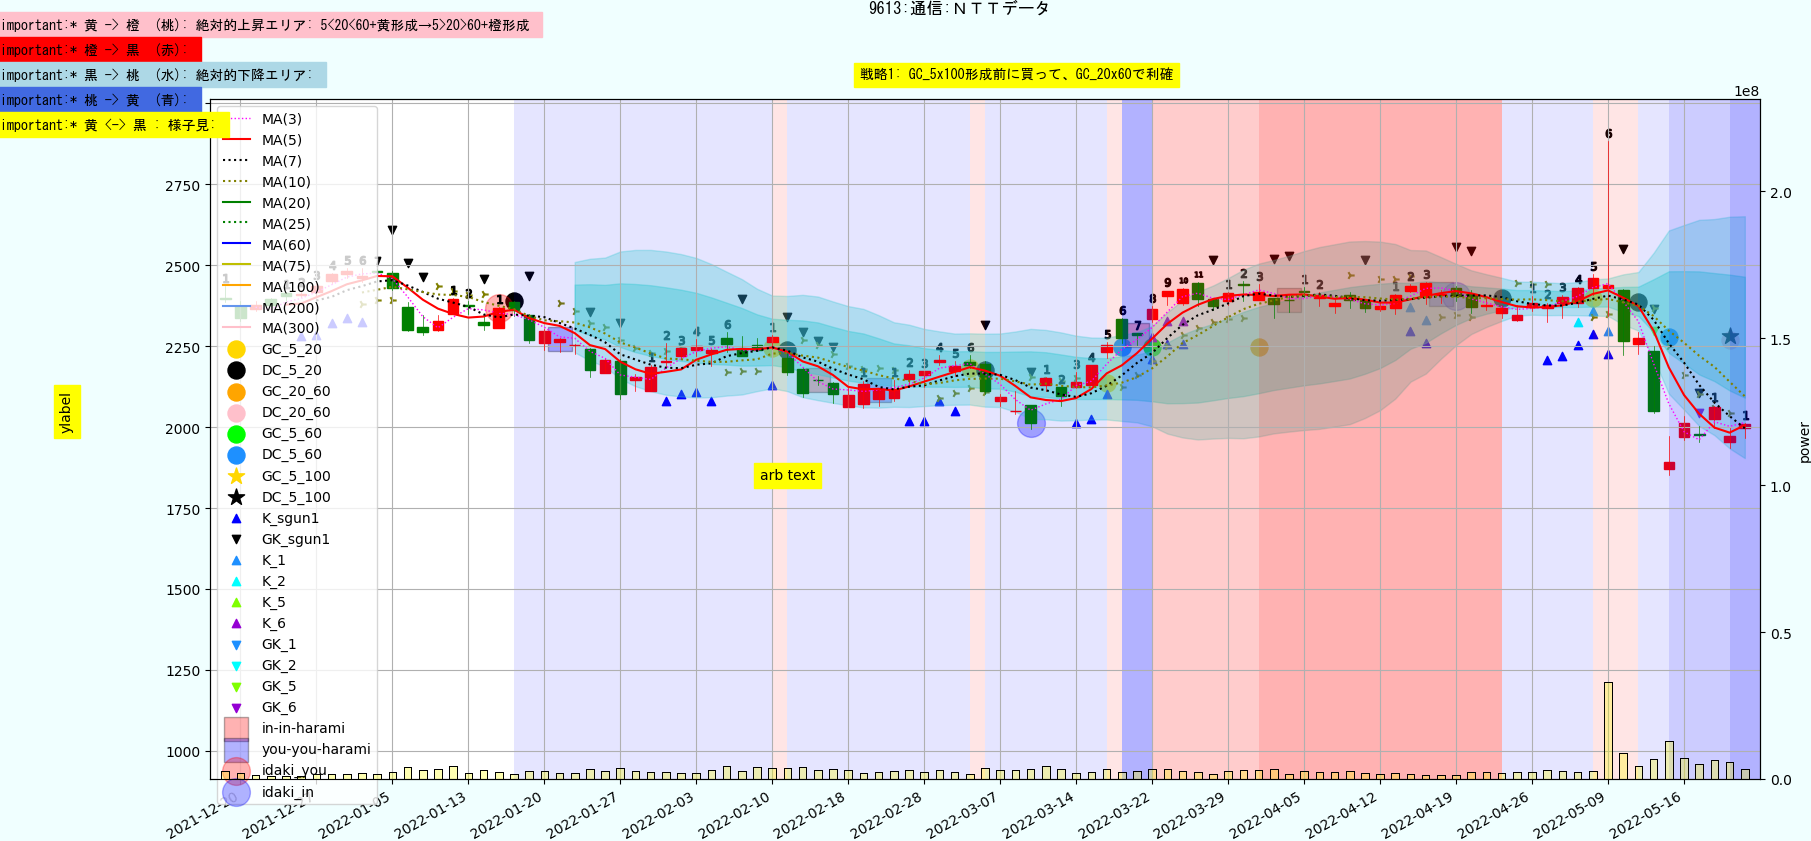 9613:通信:ＮＴＴデータ
important:* 黄 -> 橙 (桃): 絶対的上昇エリア: 5<20<60+黄形成→5>20>60+橙形成
important:* 橙 -> 黒 (赤):
important:* 黒 -> 桃 (水): 絶対的下降エリア:
important:* 桃 -> 黄 (青):
important:* 黄 <-> 黒 : 様子見:
戦略1: GC_5x100形成前に買って、GC_20x60で利確
1e8
MA(3)
MA(5)
MA(7)
MA(10)
MA(20)
MA(25)
MA(60)
MA(75)
MA(100)
MA(200)
MA(300)
GC_5_20
DC_5_20
GC_20_60
DC_20_60
GC_5_60
DC_5_60
GC_5_100
DC_5_100
K_sgun1
GK_sgun1
K_1
K_2
K_5
K_6
GK_1
GK_2
GK_5
GK_6
in-in-harami
you-you-harami
idaki_you
idaki_in
2750
2500
2250
2000
1750
1500
1250
1000
ylabel
arb text
2.0
1.5
1.0
0.5
0.0
power
2022-01-05
2022-01-13
2022-01-20
2022-01-27
2022-02-03
2022-02-10
2022-02-18
2022-02-28
2022-03-07
2022-03-14
2022-03-22
2022-03-29
2022-04-05
2022-04-12
2022-04-19
2022-04-26
2022-05-09
2022-05-16